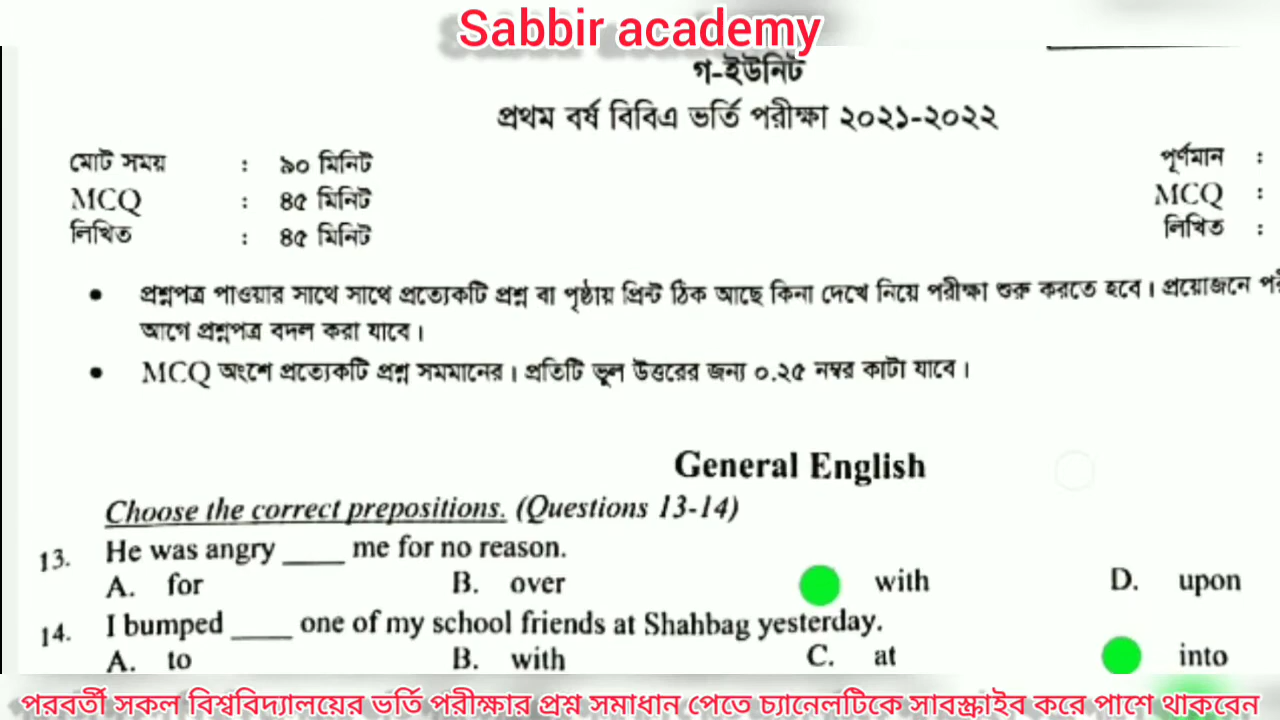 Sabbir academy
গ-ইউনিট
প্রথম বর্ষ বিবিএ ভর্তি পরীক্ষা ২০২১-২০২২
মোট সময় : ৯০ মিনিট পূর্ণমান :
MCQ : ৪৫ মিনিট MCQ :
লিখিত : ৪৫ মিনিট লিখিত :
• প্রশ্নপত্র পাওয়ার সাথে সাথে প্রত্যেকটি প্রশ্ন বা পৃষ্ঠায় প্রিন্ট ঠিক আছে কিনা দেখে নিয়ে পরীক্ষা শুরু করতে হবে। প্রয়োজনে
আগে প্রশ্নপত্র বদল করা যাবে।
• MCQ অংশে প্রত্যেকটি প্রশ্ন সমমানের। প্রতিটি ভুল উত্তরের জন্য ০.২৫ নম্বর কাটা যাবে।
General English
Choose the correct prepositions. (Questions 13-14)
13. He was angry ____ me for no reason.
A. for B. over with D. upon
14. I bumped ____ one of my school friends at Shahbag yesterday.
A. to B. with C. at into
পরবর্তী সকল বিশ্ববিদ্যালয়ের ভর্তি পরীক্ষার প্রশ্ন সমাধান পেতে চ্যানেলটিকে সাবস্ক্রাইব করে পাশে থাকবেন